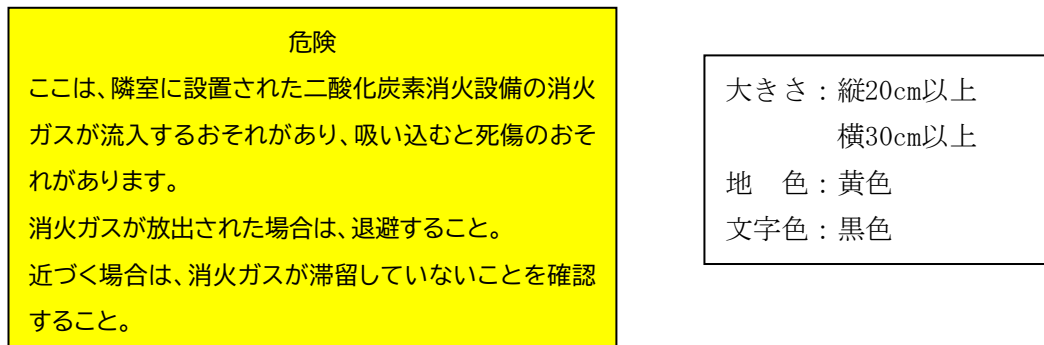 危険
ここは、隣室に設置された二酸化炭素消火設備の消火
ガスが流入するおそれがあり、吸い込むと死傷のおそ
れがあります。
消火ガスが放出された場合は、退避すること。
近づく場合は、消火ガスが滞留していないことを確認
すること。
大きさ：縦20cm以上
横30cm以上
地　色：黄色
文字色：黒色